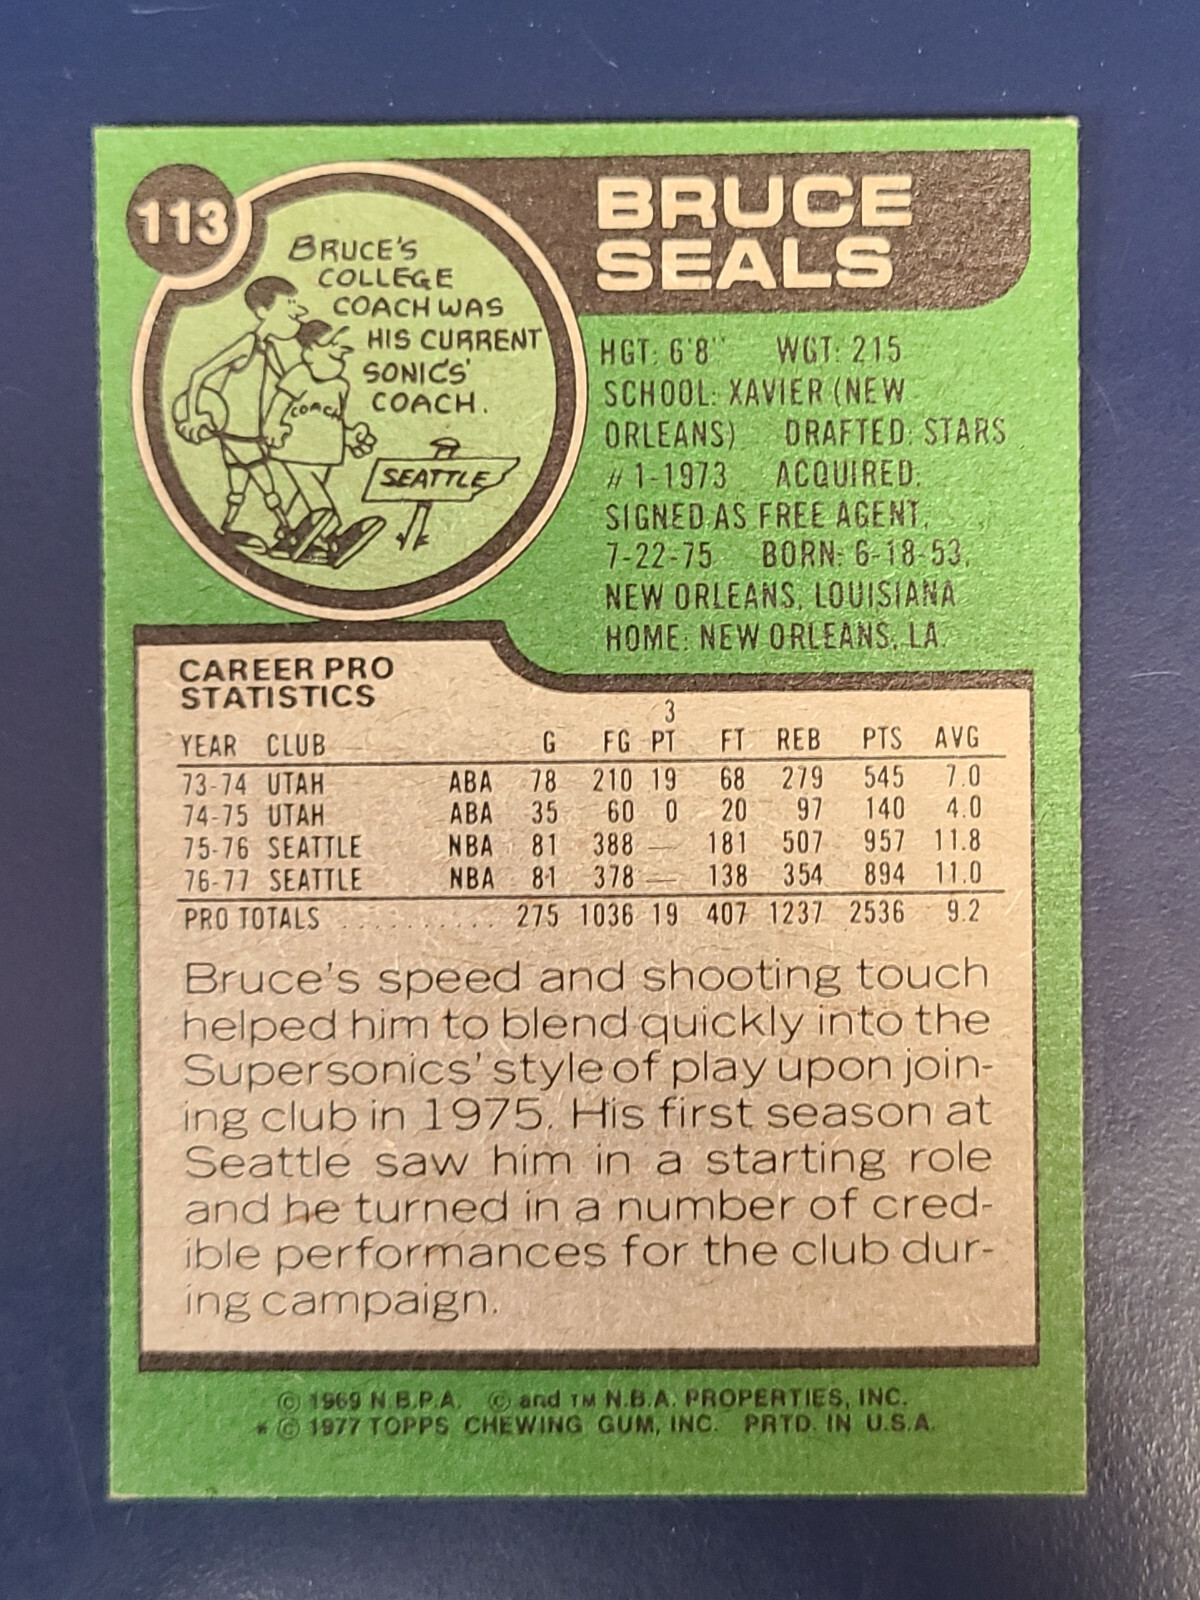 113
BRUCE'S
COLLEGE
COACH WAS
HIS CURRENT
SONICS'
COACH.
COACH
SEATTLE
BRUCE
SEALS
HGT: 6'8" WGT: 215
SCHOOL: XAVIER (NEW
ORLEANS) DRAFTED: STARS
#1-1973 ACQUIRED:
SIGNED AS FREE AGENT,
7-22-75 BORN: 6-18-53,
NEW ORLEANS, LOUISIANA
HOME: NEW ORLEANS, LA.
CAREER PRO
STATISTICS
3
YEAR CLUB G FG PT FT REB PTS AVG
73-74 UTAH ABA 78 210 19 68 279 545 7.0
74-75 UTAH ABA 35 60 0 20 97 140 4.0
75-76 SEATTLE NBA 81 388 — 181 507 957 11.8
76-77 SEATTLE NBA 81 378 — 138 354 894 11.0
PRO TOTALS .......... 275 1036 19 407 1237 2536 9.2
Bruce's speed and shooting touch
helped him to blend quickly into the
Supersonics' style of play upon join-
ing club in 1975. His first season at
Seattle saw him in a starting role
and he turned in a number of cred-
ible performances for the club dur-
ing campaign.
© 1969 N.B.P.A. © and TM N.B.A. PROPERTIES, INC.
* © 1977 TOPPS CHEWING GUM, INC. PRTD. IN U.S.A.